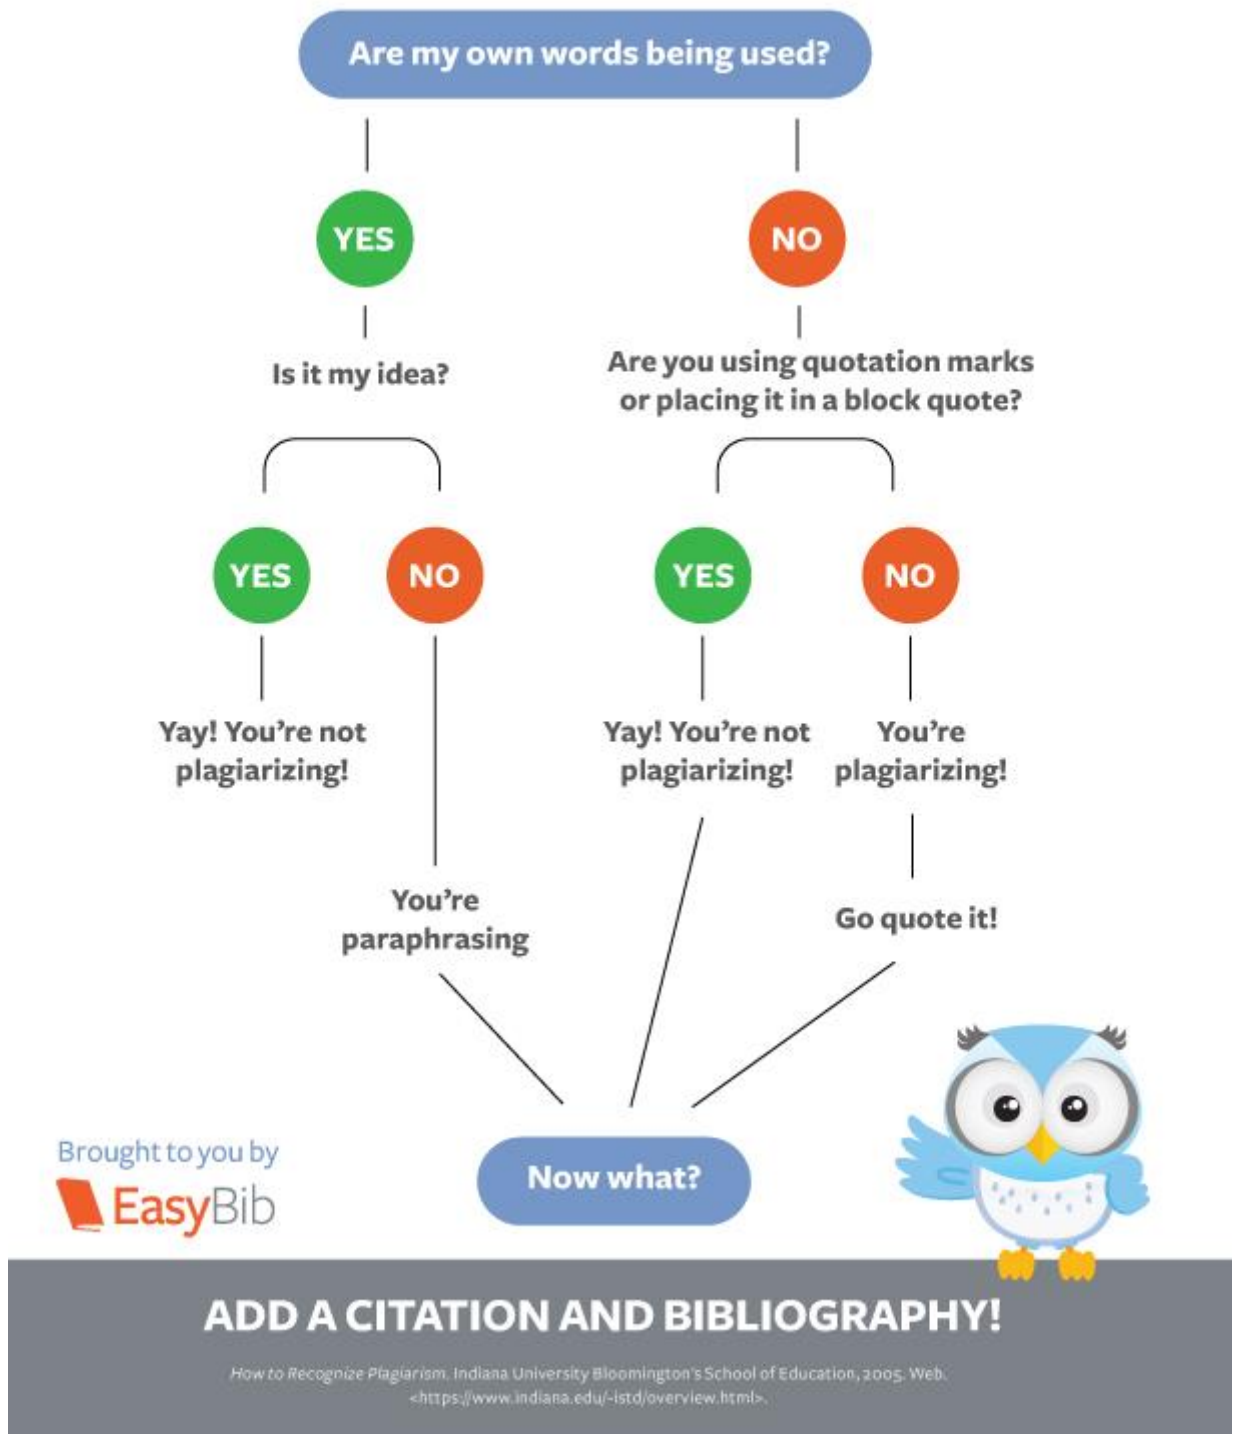 Are my own words being used?
YES
NO
Is it my idea?
Are you using quotation marks
or placing it in a block quote?
YES
NO
YES
NO
Yay! You're not
plagiarizing!
Yay! You're not
plagiarizing!
You're
plagiarizing!
You're
paraphrasing
Go quote it!
Now what?
Brought to you by
EasyBib
ADD A CITATION AND BIBLIOGRAPHY!
How to Recognize Plagiarism. Indiana University Bloomington's School of Education, 2005. Web.
<https://www.indiana.edu/~istd/overview.html>.